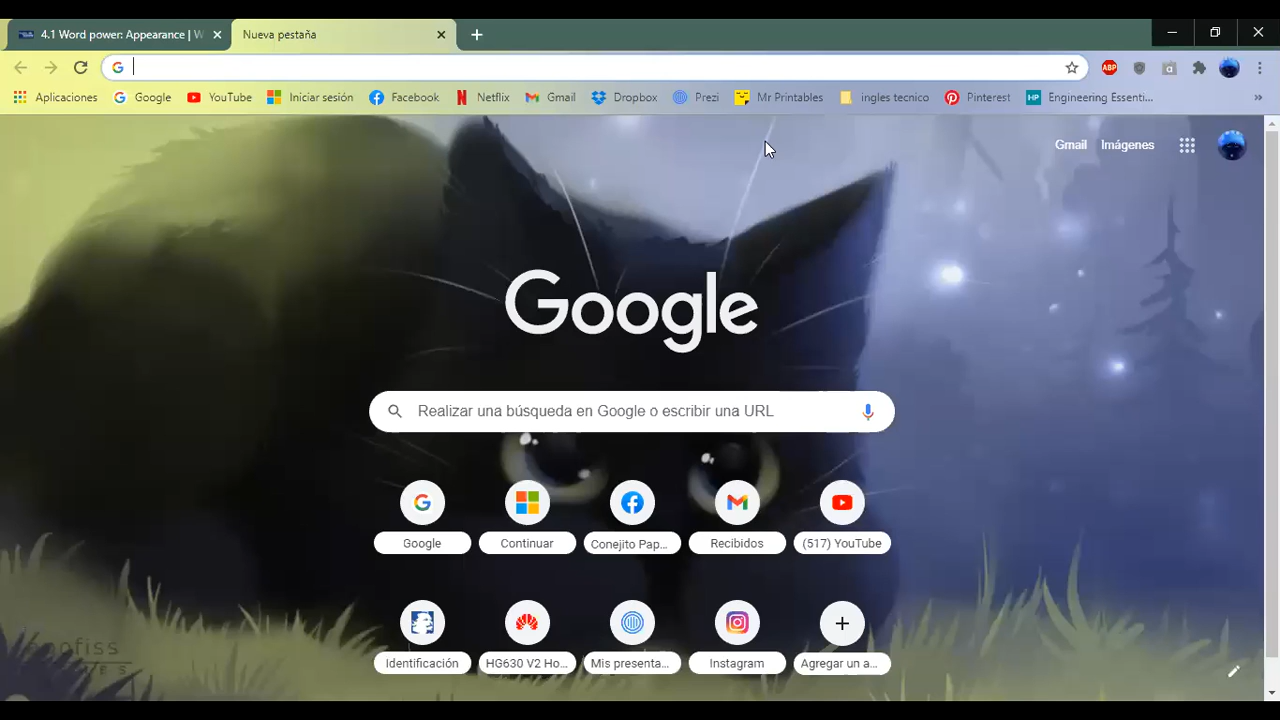 4.1 Word power: Appearance | W
Nueva pestaña
Aplicaciones
Google
YouTube
Iniciar sesión
Facebook
Netflix
Gmail
Dropbox
Prezi
Mr Printables
ingles tecnico
Pinterest
HP
Engineering Essenti...
ABP
Gmail
Imágenes
Google
Realizar una búsqueda en Google o escribir una URL
Google
Continuar
Conejito Pap...
Recibidos
(517) YouTube
Identificación
HG630 V2 Ho...
Mis presenta...
Instagram
Agregar un a...